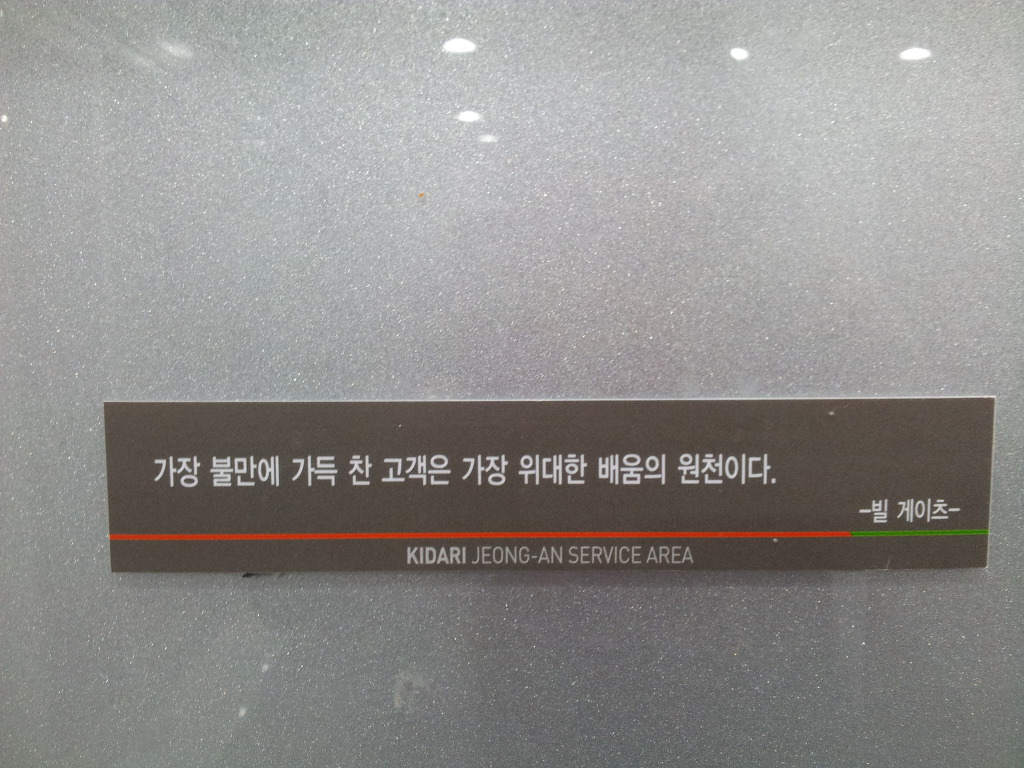 가장 불만에 가득 찬 고객은 가장 위대한 배움의 원천이다.
-빌 게이츠-
KIDARI JEONG-AN SERVICE AREA